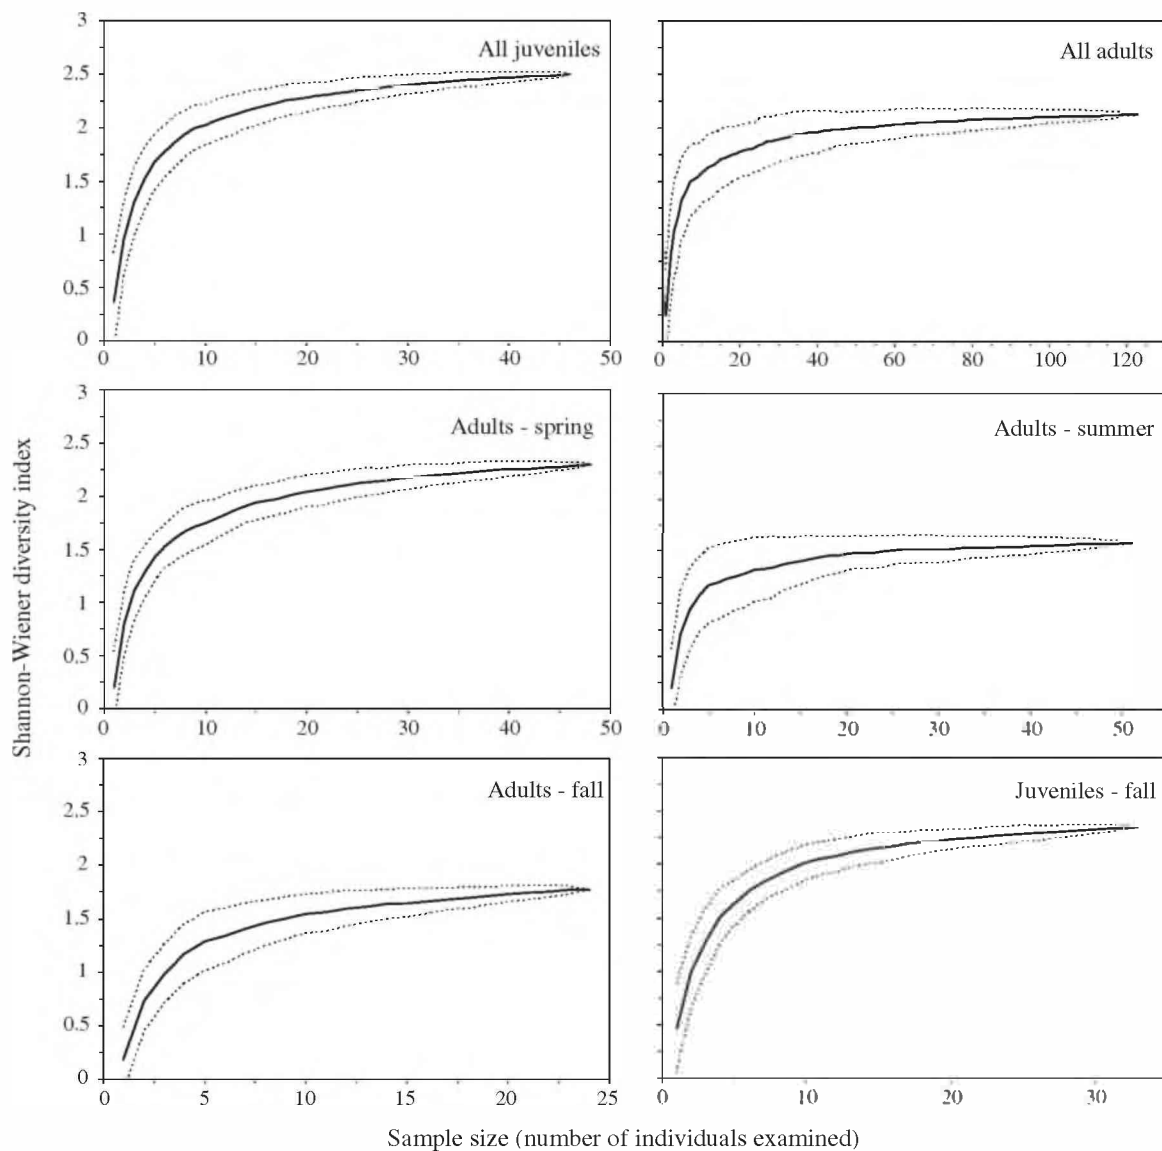 3
2.5
2
1.5
1
0.5
0
All juveniles
0 10 20 30 40 50
All adults
0 20 40 60 80 100 120
3
2.5
2
1.5
1
0.5
0
Adults - spring
0 10 20 30 40 50
Adults - summer
0 10 20 30 40 50
3
2.5
2
1.5
1
0.5
0
Adults - fall
0 5 10 15 20 25
Juveniles - fall
0 10 20 30
Shannon-Wiener diversity index
Sample size (number of individuals examined)